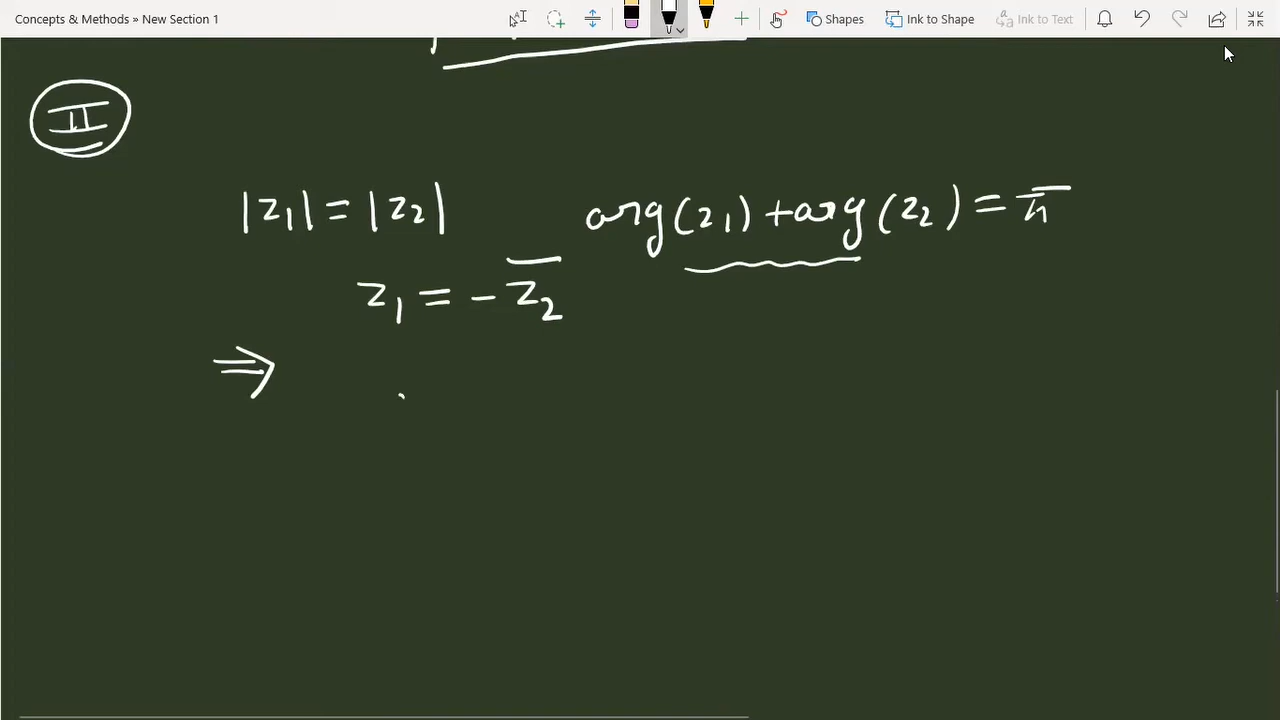 Concepts & Methods » New Section 1
Shapes
Ink to Shape
Ink to Text
II
|z₁| = |z₂| arg(z₁) + arg(z₂) = π
z₁ = − z̅₂
⇒